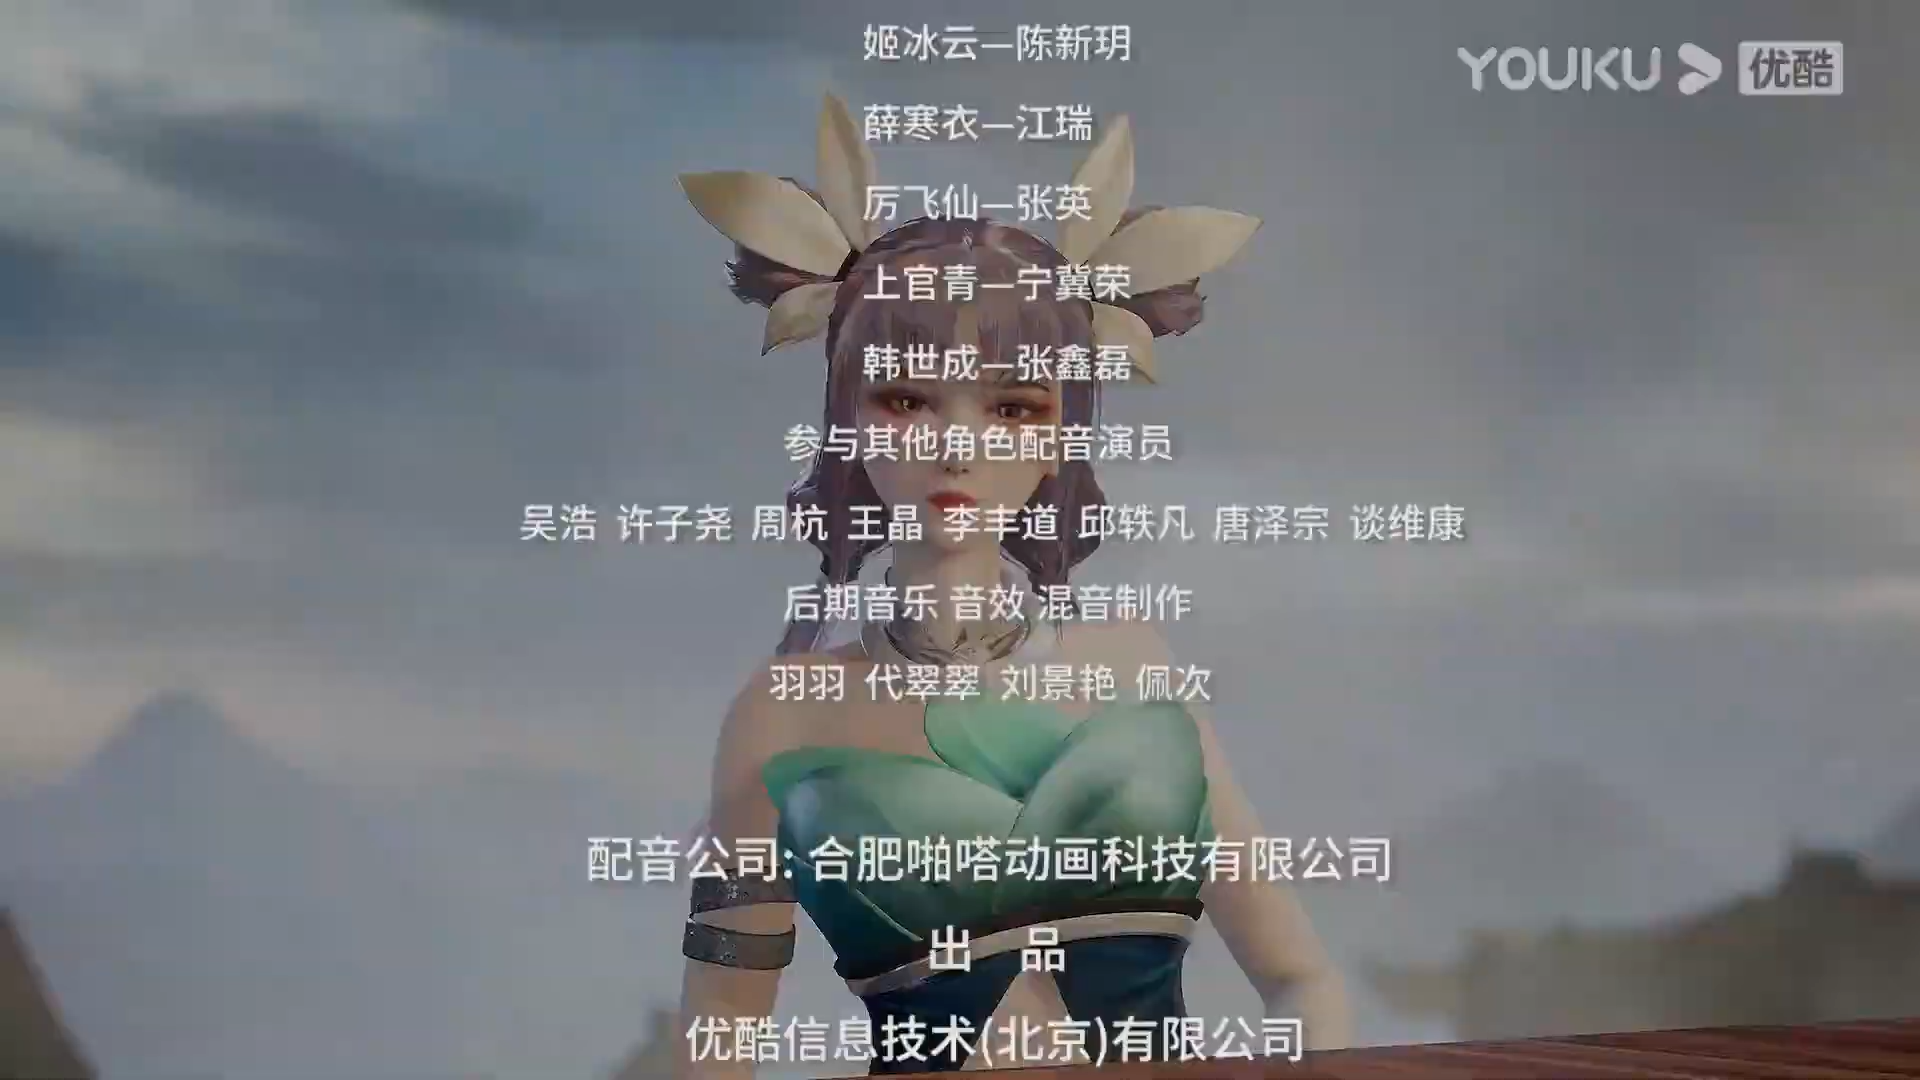 姬冰云—陈新玥
YOUKU 优酷
薛寒衣—江瑞
厉飞仙—张英
上官青—宁冀荣
韩世成—张鑫磊
参与其他角色配音演员
吴浩 许子尧 周杭 王晶 李丰道 邱轶凡 唐泽宗 谈维康
后期音乐 音效 混音制作
羽羽 代翠翠 刘景艳 佩次
配音公司: 合肥啪嗒动画科技有限公司
出 品
优酷信息技术(北京)有限公司